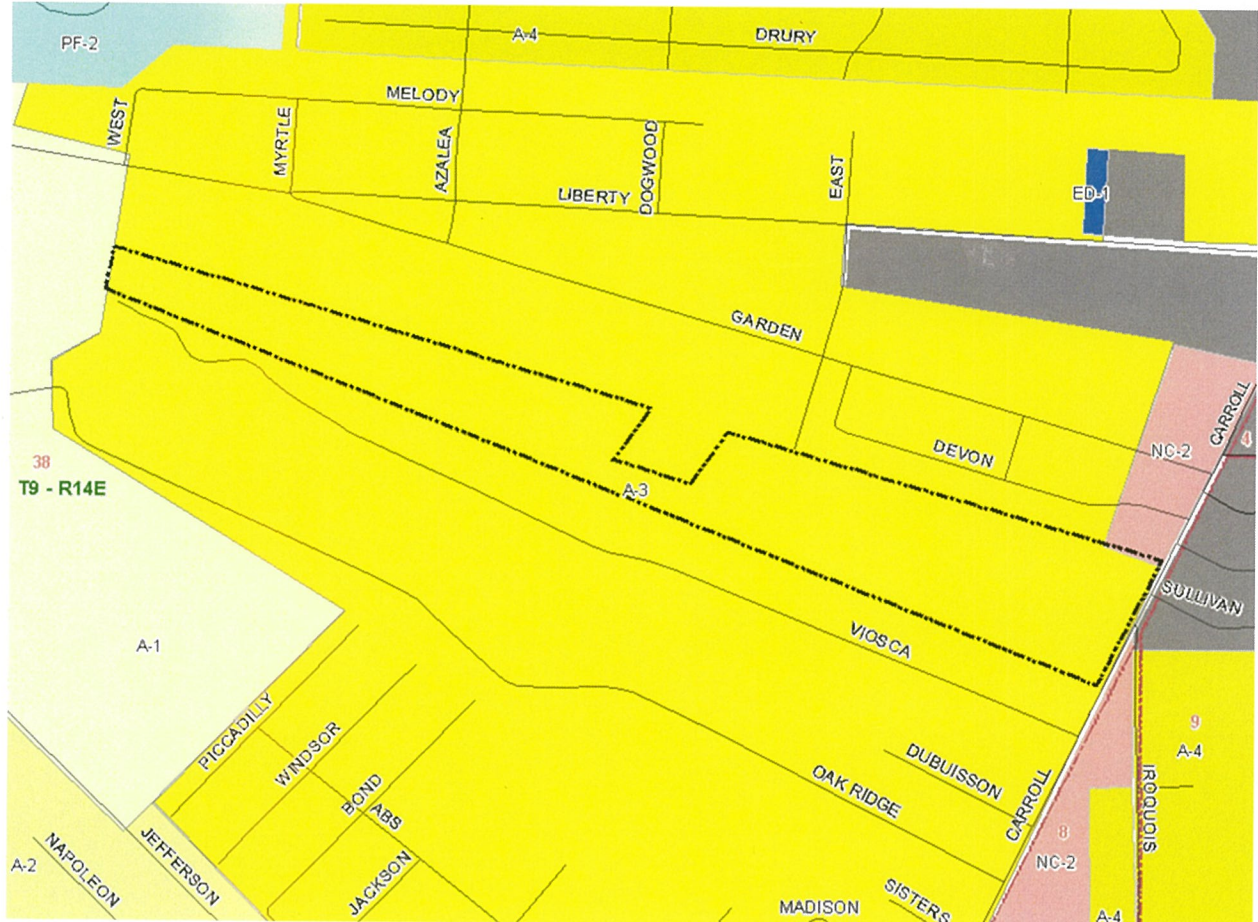 PF-2
A-4
DRURY
MELODY
WEST
MYRTLE
AZALEA
DOGWOOD
LIBERTY
EAST
ED-1
GARDEN
DEVON
NC-2
CARROLL
4
38
T9 - R14E
A-3
SULLIVAN
VIOSCA
A-1
PICCADILLY
WINDSOR
BOND
ABS
JACKSON
DUBUISSON
OAK RIDGE
CARROLL
IROQUOIS
9
A-4
8
NC-2
A-2
NAPOLEON
JEFFERSON
MADISON
SISTERS
A-4